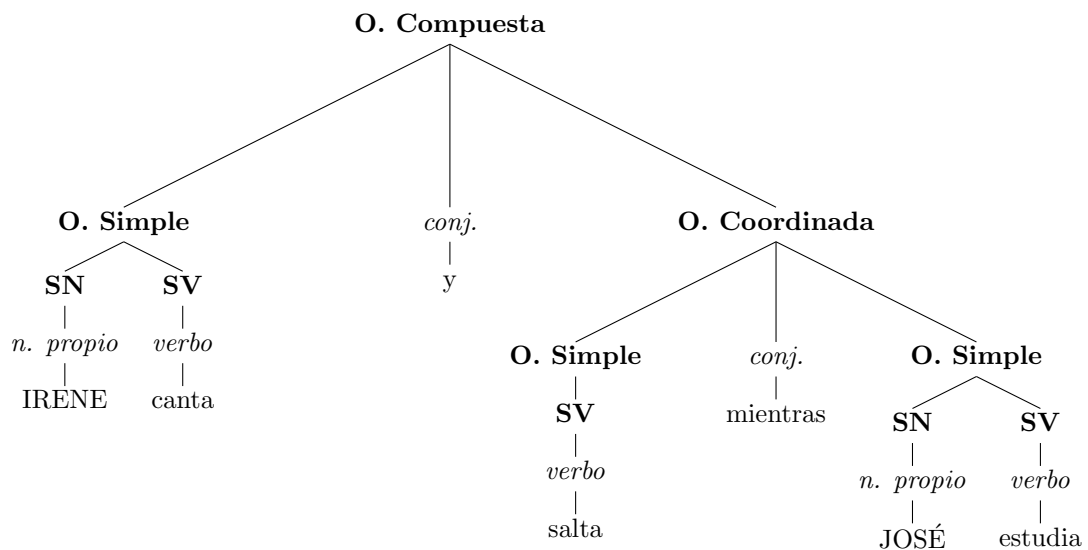 O. Compuesta
O. Simple conj. O. Coordinada
SN SV y
n. propio verbo O. Simple conj. O. Simple
IRENE canta SV mientras SN SV
verbo n. propio verbo
salta JOSÉ estudia